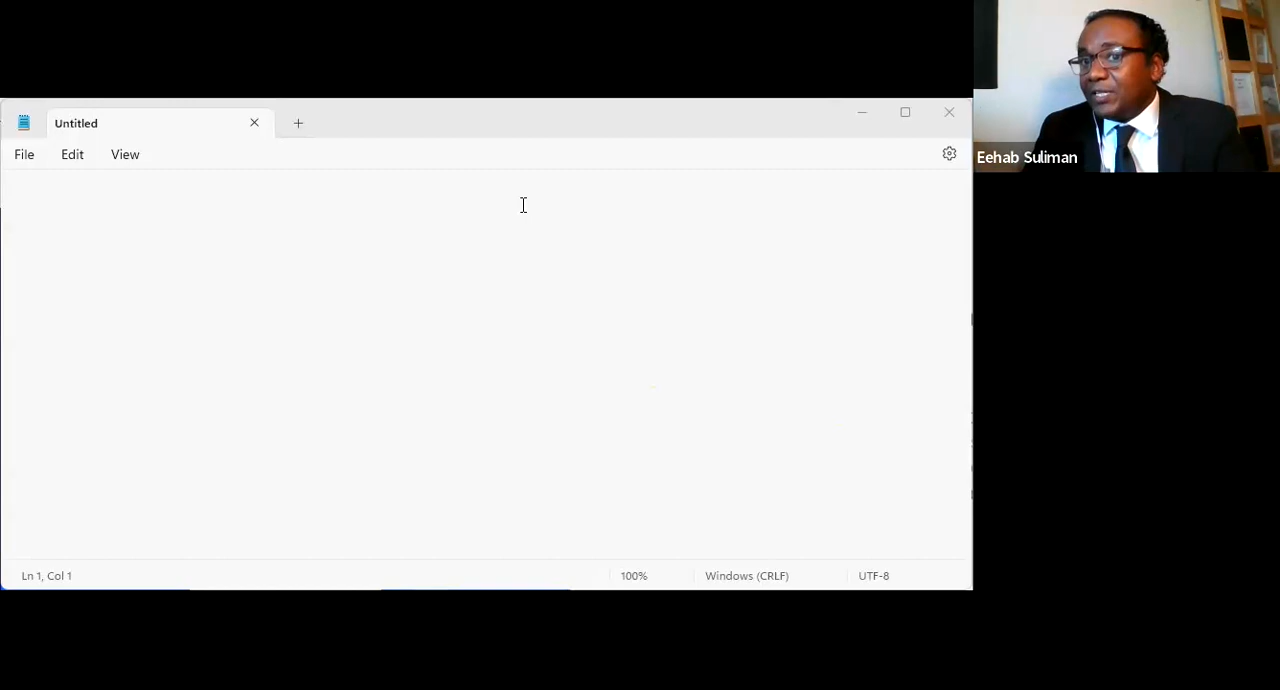 Untitled
File Edit View
Eehab Suliman
Ln 1, Col 1
100%
Windows (CRLF)
UTF-8